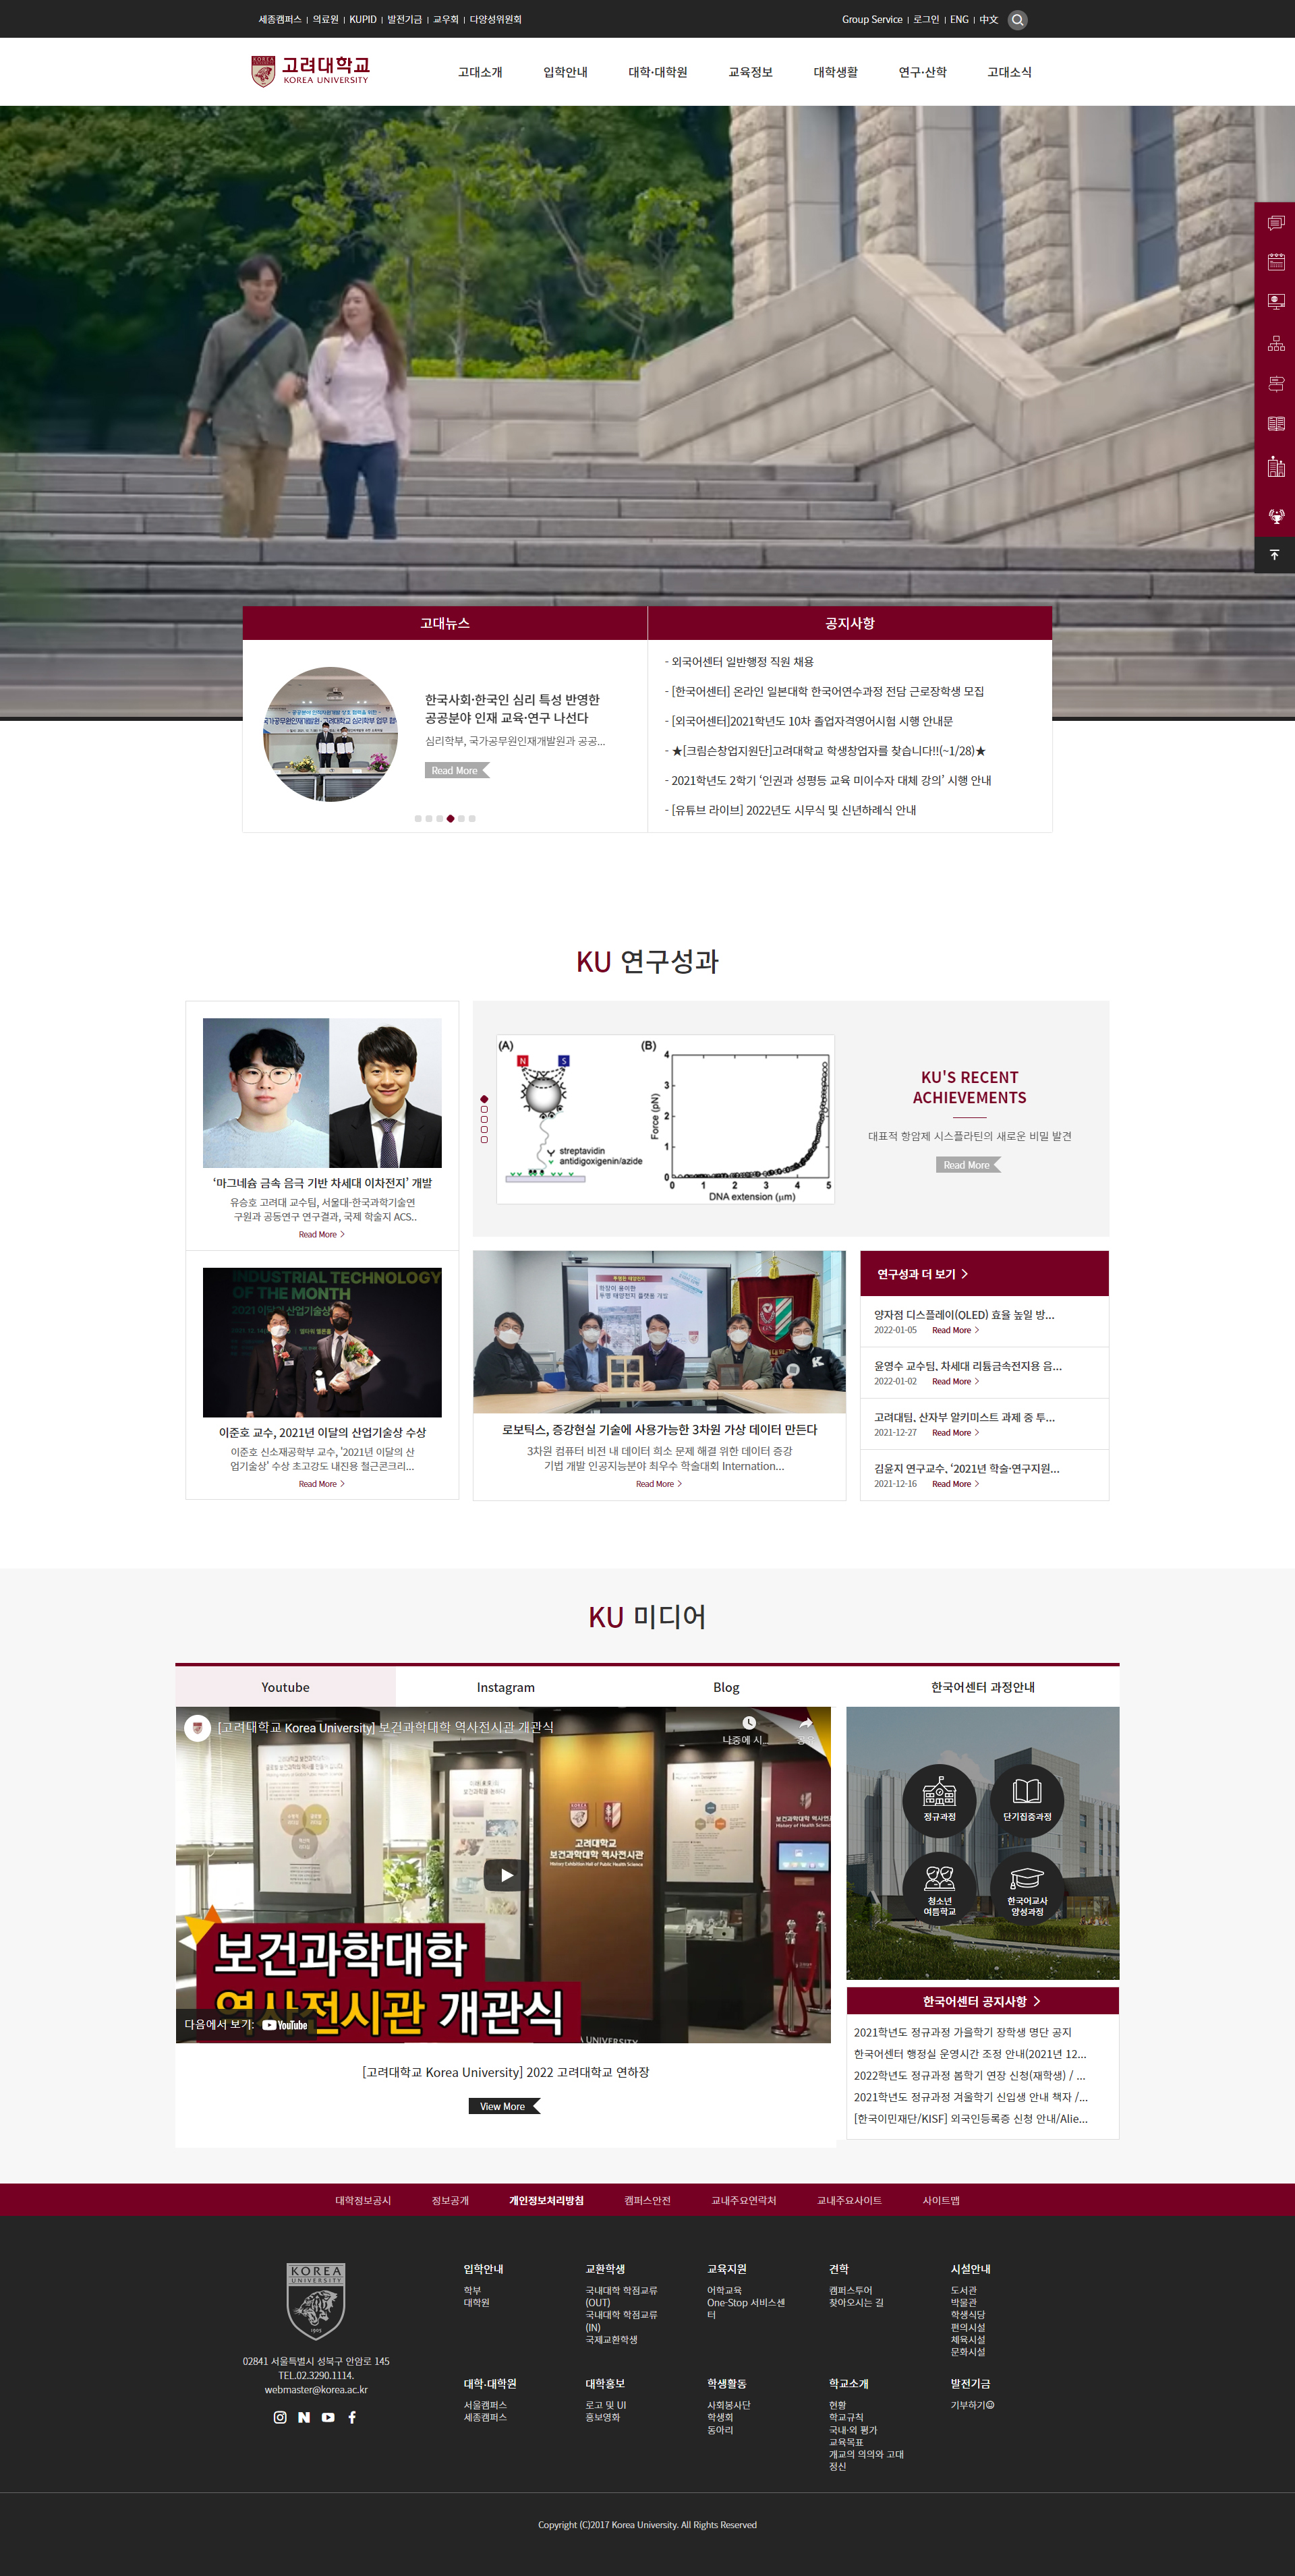 세종캠퍼스 | 의료원 | KUPID | 발전기금 | 교우회 | 다양성위원회
Group Service | 로그인 | ENG | 中文
고려대학교
KOREA UNIVERSITY
고대소개
입학안내
대학·대학원
교육정보
대학생활
연구·산학
고대소식
고대뉴스
한국사회·한국인 심리 특성 반영한
공공분야 인재 교육·연구 나선다
심리학부, 국가공무원인재개발원과 공공...
Read More
공지사항
- 외국어센터 일반행정 직원 채용
- [한국어센터] 온라인 일본대학 한국어연수과정 전담 근로장학생 모집
- [외국어센터]2021학년도 10차 졸업자격영어시험 시행 안내문
- ★[크림슨창업지원단]고려대학교 학생창업자를 찾습니다!!(~1/28)★
- 2021학년도 2학기 ‘인권과 성평등 교육 미이수자 대체 강의’ 시행 안내
- [유튜브 라이브] 2022년도 시무식 및 신년하례식 안내
KU 연구성과
‘마그네슘 금속 음극 기반 차세대 이차전지’ 개발
유승호 고려대 교수팀, 서울대-한국과학기술연
구원과 공동연구 연구결과, 국제 학술지 ACS..
Read More
INDUSTRIAL TECHNOLOGY
OF THE MONTH
이준호 교수, 2021년 이달의 산업기술상 수상
이준호 신소재공학부 교수, ‘2021년 이달의 산
업기술상’ 수상 초고강도 내진용 철근콘크리...
Read More
(A)
N
S
streptavidin
antidigoxigenin/azide
(B)
Force (pN)
4
3
2
1
0
0 1 2 3 4 5
DNA extension (μm)
KU'S RECENT
ACHIEVEMENTS
대표적 항암제 시스플라틴의 새로운 비밀 발견
Read More
로보틱스, 증강현실 기술에 사용가능한 3차원 가상 데이터 만든다
3차원 컴퓨터 비전 내 데이터 희소 문제 해결 위한 데이터 증강
기법 개발 인공지능분야 최우수 학술대회 Internation...
Read More
연구성과 더 보기
양자점 디스플레이(QLED) 효율 높일 방...
2022-01-05 Read More
윤영수 교수팀, 차세대 리튬금속전지용 음...
2022-01-02 Read More
고려대팀, 산자부 알키미스트 과제 중 투...
2021-12-27 Read More
김윤지 연구교수, ‘2021년 학술·연구지원...
2021-12-16 Read More
KU 미디어
Youtube
Instagram
Blog
한국어센터 과정안내
[고려대학교 Korea University] 보건과학대학 역사전시관 개관식
나중에 시...
고려대학교
보건과학대학 역사전시관
History Exhibition Hall of Public Health Science
보건과학대학
역사전시관 개관식
다음에서 보기: YouTube
[고려대학교 Korea University] 2022 고려대학교 연하장
View More
정규과정
단기집중과정
청소년
여름학교
한국어교사
양성과정
한국어센터 공지사항
2021학년도 정규과정 가을학기 장학생 명단 공지
한국어센터 행정실 운영시간 조정 안내(2021년 12...
2022학년도 정규과정 봄학기 연장 신청(재학생) / ...
2021학년도 정규과정 겨울학기 신입생 안내 책자 /...
[한국이민재단/KISF] 외국인등록증 신청 안내/Alie...
대학정보공시
정보공개
개인정보처리방침
캠퍼스안전
교내주요연락처
교내주요사이트
사이트맵
KOREA
UNIVERSITY
1905
02841 서울특별시 성북구 안암로 145
TEL.02.3290.1114.
webmaster@korea.ac.kr
입학안내
학부
대학원
교환학생
국내대학 학점교류
(OUT)
국내대학 학점교류
(IN)
국제교환학생
교육지원
어학교육
One-Stop 서비스센
터
견학
캠퍼스투어
찾아오시는 길
시설안내
도서관
박물관
학생식당
편의시설
체육시설
문화시설
대학·대학원
서울캠퍼스
세종캠퍼스
대학홍보
로고 및 UI
홍보영화
학생활동
사회봉사단
학생회
동아리
학교소개
현황
학교규칙
국내·외 평가
교육목표
개교의 의의와 고대
정신
발전기금
기부하기☺
Copyright (C)2017 Korea University. All Rights Reserved